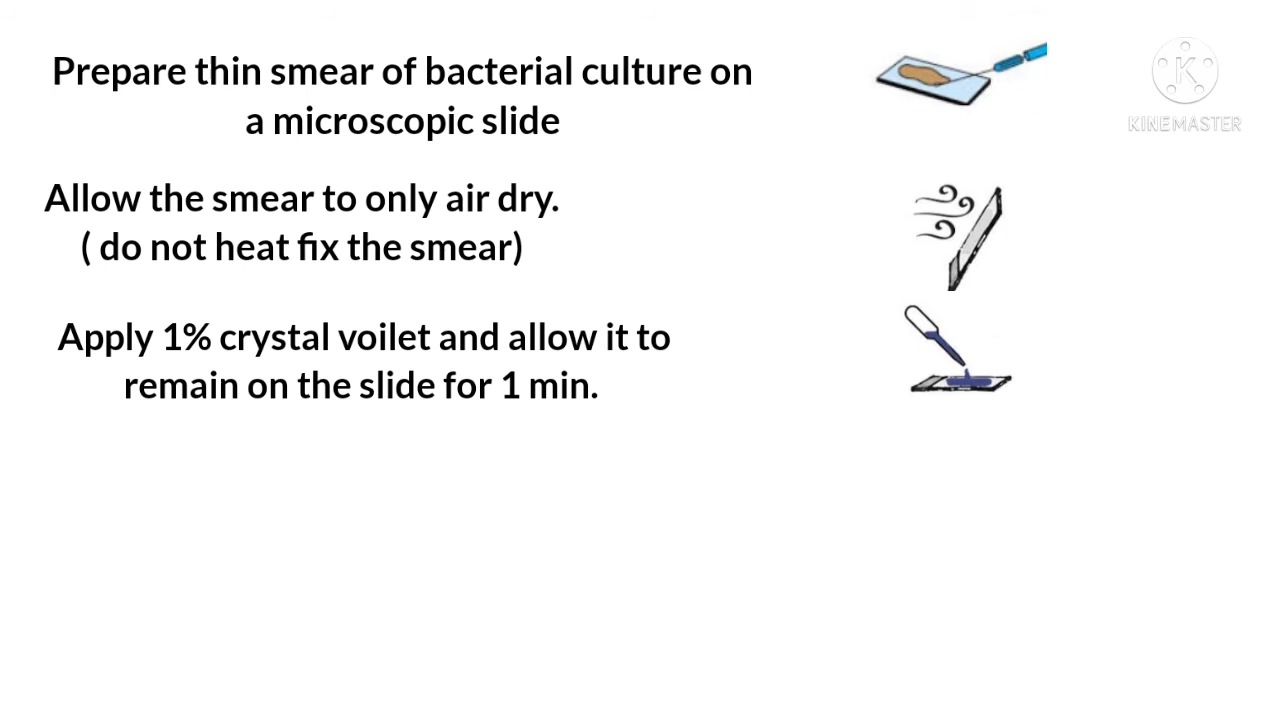 Prepare thin smear of bacterial culture on
a microscopic slide
KINEMASTER
Allow the smear to only air dry.
( do not heat fix the smear)
Apply 1% crystal voilet and allow it to
remain on the slide for 1 min.